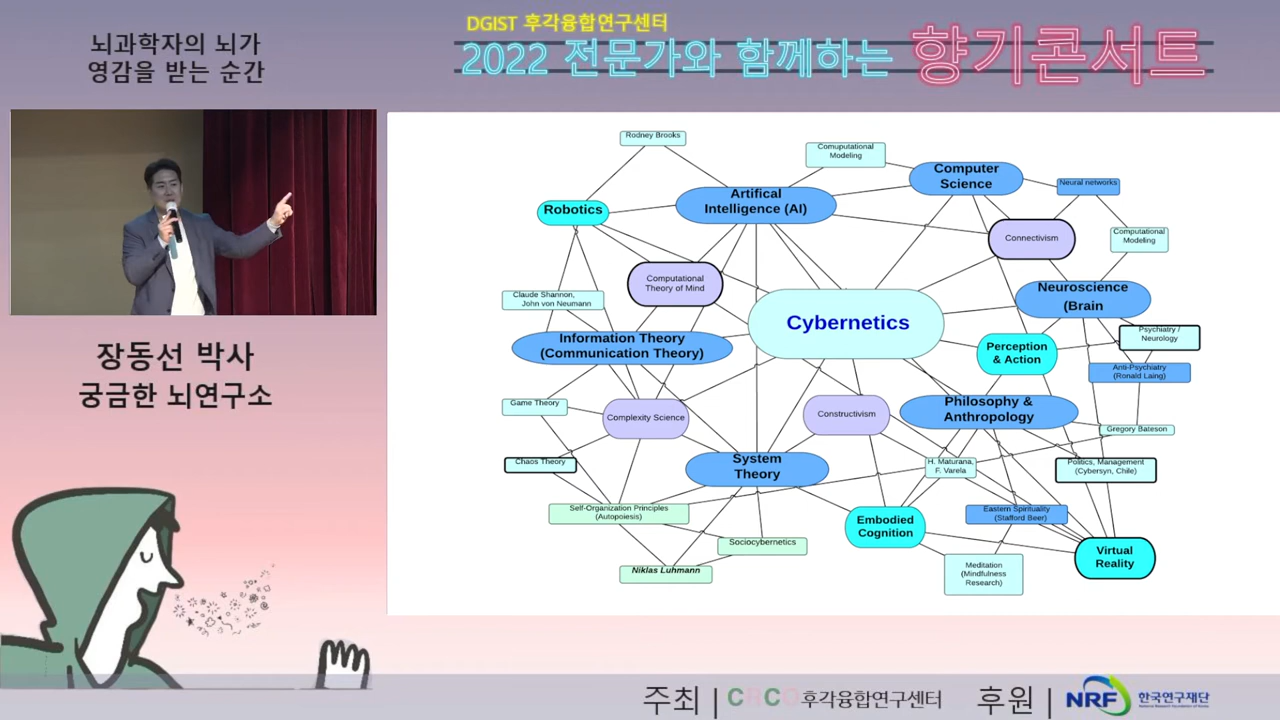 뇌과학자의 뇌가
영감을 받는 순간
DGIST 후각융합연구센터
2022 전문가와 함께하는 향기콘서트
장동선 박사
궁금한 뇌연구소
Rodney Brooks
Comuputational
Modeling
Computer
Science
Neural networks
Artifical
Intelligence (AI)
Robotics
Connectivism
Computational
Modeling
Computational
Theory of Mind
Neuroscience
(Brain
Claude Shannon,
John von Neumann
Cybernetics
Psychiatry /
Neurology
Information Theory
(Communication Theory)
Perception
& Action
Anti-Psychiatry
(Ronald Laing)
Game Theory
Complexity Science
Constructivism
Philosophy &
Anthropology
Gregory Bateson
Chaos Theory
System
Theory
H. Maturana,
F. Varela
Politics, Management
(Cybersyn, Chile)
Self-Organization Principles
(Autopoiesis)
Eastern Spirituality
(Stafford Beer)
Embodied
Cognition
Sociocybernetics
Virtual
Reality
Niklas Luhmann
Meditation
(Mindfulness
Research)
주최 | CRCO 후각융합연구센터 후원 | NRF 한국연구재단